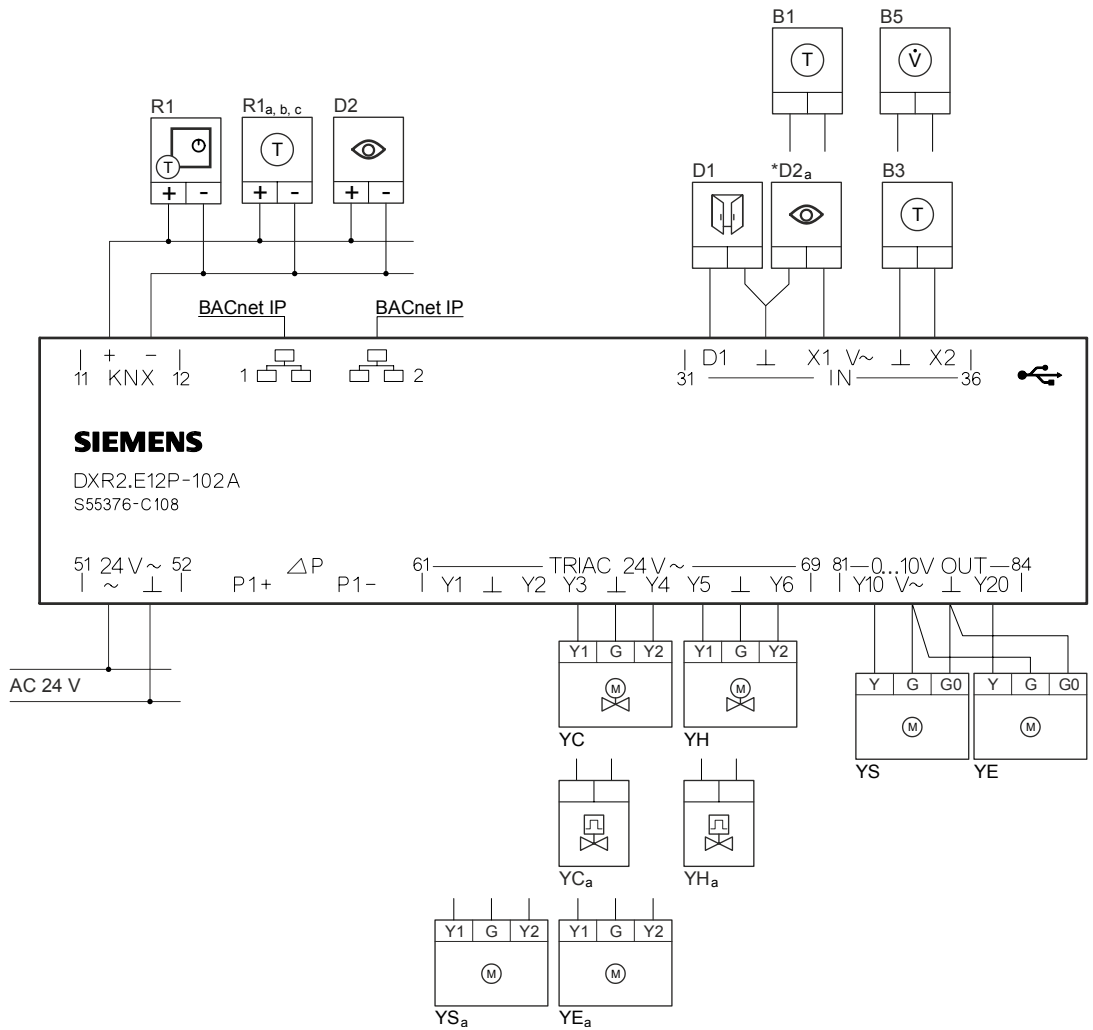 B1 B5
T V̇
R1 R1a, b, c D2
T T
+ - + - + -
D1 *D2a B3
T
BACnet IP BACnet IP
+ - D1 ⊥ X1 V~ ⊥ X2
11 KNX 12 1 2 31 IN 36
SIEMENS
DXR2.E12P-102A
S55376-C108
51 24 V ~ 52 △P 61 TRIAC 24 V ~ 69 81 0...10V OUT 84
~ ⊥ P1+ P1- Y1 ⊥ Y2 Y3 ⊥ Y4 Y5 ⊥ Y6 Y10 V~ ⊥ Y20
Y1 G Y2 Y1 G Y2
AC 24 V
Y G G0 Y G G0
M M
M M
YC YH
YS YE
YCa YHa
Y1 G Y2 Y1 G Y2
M M
YSa YEa